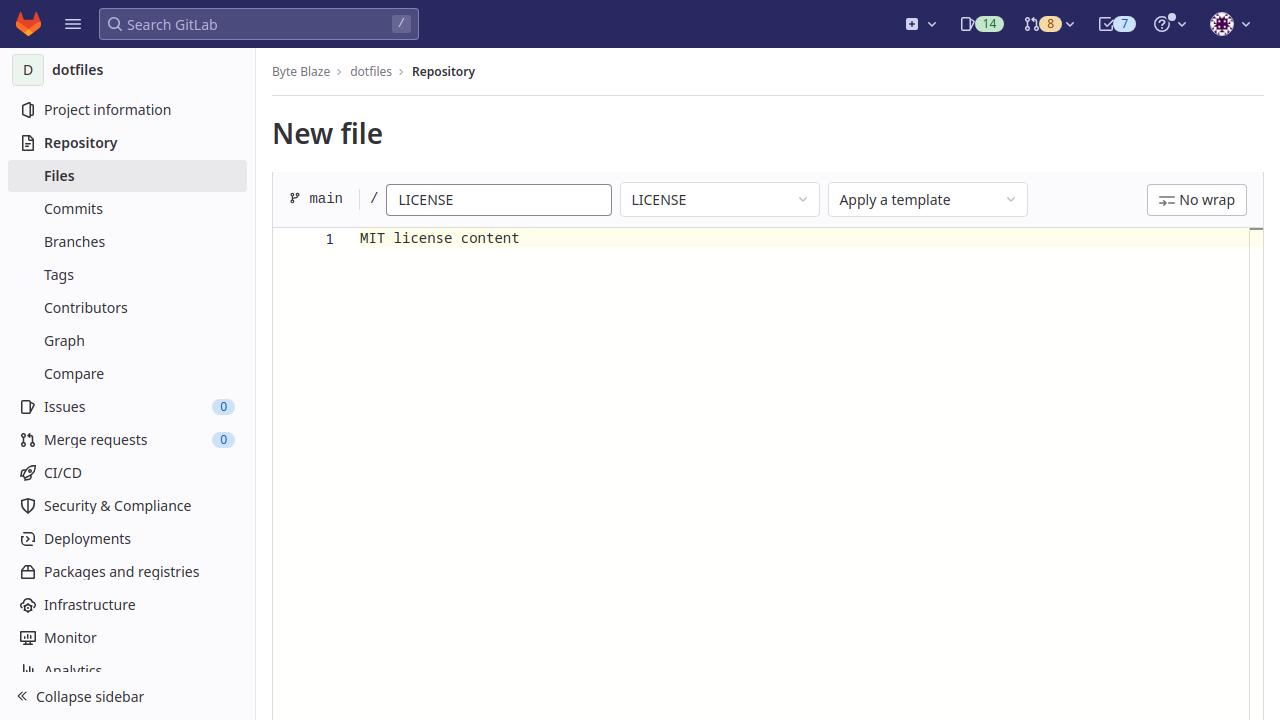 Search GitLab
/
14
8
7
D
dotfiles
Project information
Repository
Files
Commits
Branches
Tags
Contributors
Graph
Compare
Issues
0
Merge requests
0
CI/CD
Security & Compliance
Deployments
Packages and registries
Infrastructure
Monitor
Analytics
Collapse sidebar
Byte Blaze
dotfiles
Repository
New file
main
/
LICENSE
LICENSE
Apply a template
No wrap
1
MIT license content